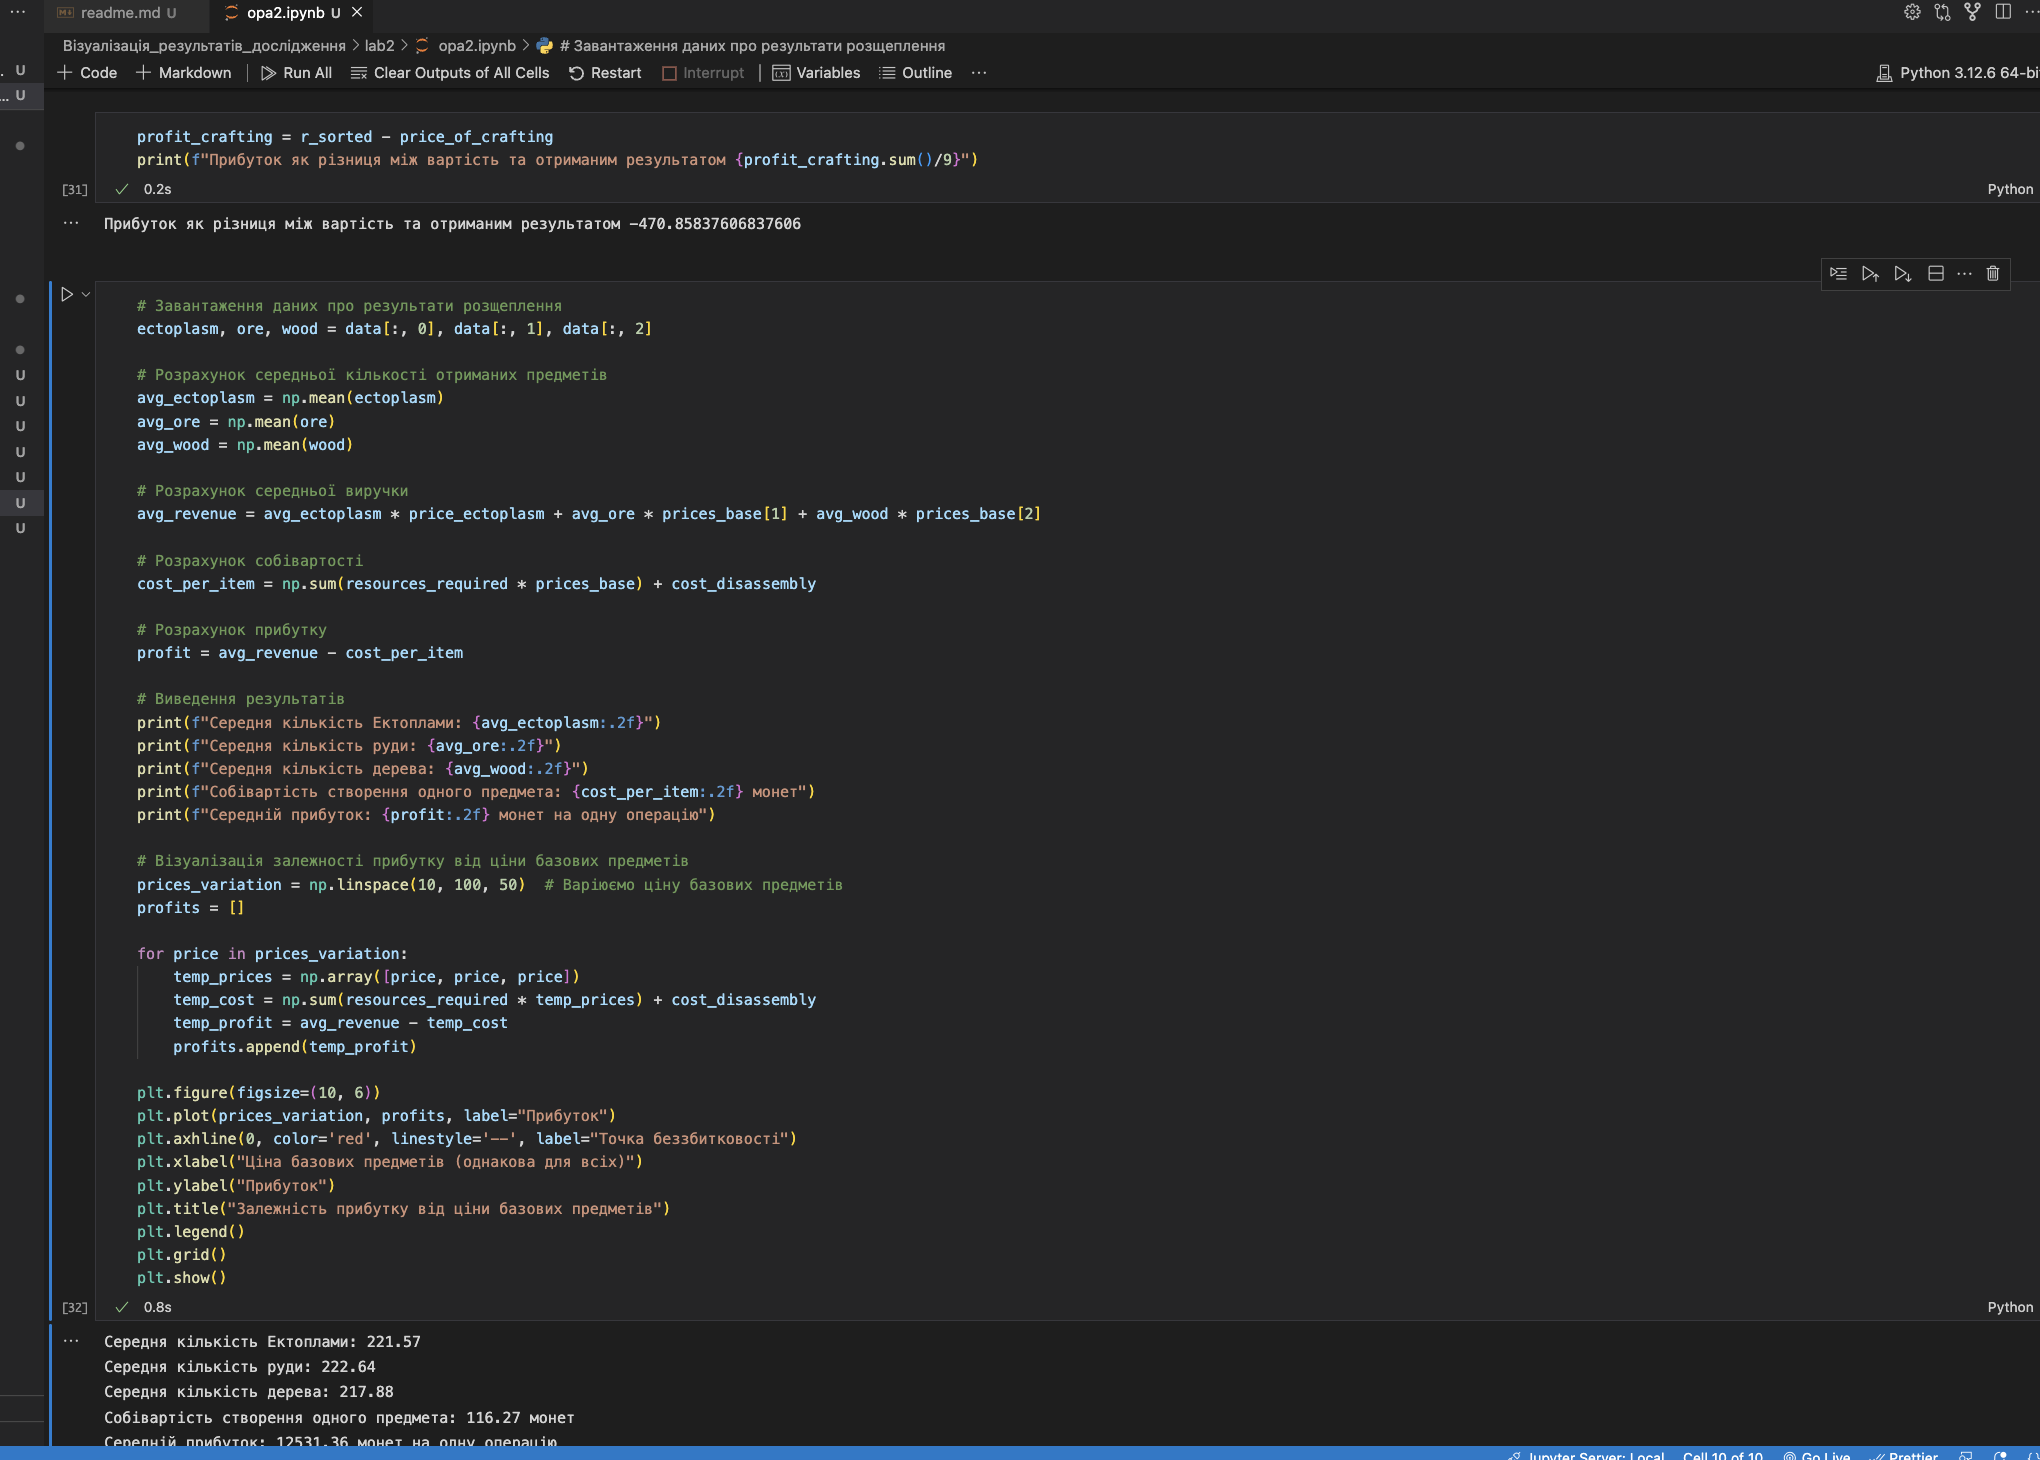 readme.md U
opa2.ipynb U
Візуалізація_результатів_дослідження > lab2 > opa2.ipynb > # Завантаження даних про результати розщеплення
Code Markdown Run All Clear Outputs of All Cells Restart Interrupt Variables Outline ...
Python 3.12.6 64-bi
profit_crafting = r_sorted - price_of_crafting
print(f"Прибуток як різниця між вартість та отриманим результатом {profit_crafting.sum()/9}")
[31] 0.2s Python
Прибуток як різниця між вартість та отриманим результатом -470.85837606837606
# Завантаження даних про результати розщеплення
ectoplasm, ore, wood = data[:, 0], data[:, 1], data[:, 2]
# Розрахунок середньої кількості отриманих предметів
avg_ectoplasm = np.mean(ectoplasm)
avg_ore = np.mean(ore)
avg_wood = np.mean(wood)
# Розрахунок середньої виручки
avg_revenue = avg_ectoplasm * price_ectoplasm + avg_ore * prices_base[1] + avg_wood * prices_base[2]
# Розрахунок собівартості
cost_per_item = np.sum(resources_required * prices_base) + cost_disassembly
# Розрахунок прибутку
profit = avg_revenue - cost_per_item
# Виведення результатів
print(f"Середня кількість Ектоплами: {avg_ectoplasm:.2f}")
print(f"Середня кількість руди: {avg_ore:.2f}")
print(f"Середня кількість дерева: {avg_wood:.2f}")
print(f"Собівартість створення одного предмета: {cost_per_item:.2f} монет")
print(f"Середній прибуток: {profit:.2f} монет на одну операцію")
# Візуалізація залежності прибутку від ціни базових предметів
prices_variation = np.linspace(10, 100, 50)  # Варіюємо ціну базових предметів
profits = []
for price in prices_variation:
    temp_prices = np.array([price, price, price])
    temp_cost = np.sum(resources_required * temp_prices) + cost_disassembly
    temp_profit = avg_revenue - temp_cost
    profits.append(temp_profit)
plt.figure(figsize=(10, 6))
plt.plot(prices_variation, profits, label="Прибуток")
plt.axhline(0, color='red', linestyle='--', label="Точка беззбитковості")
plt.xlabel("Ціна базових предметів (однакова для всіх)")
plt.ylabel("Прибуток")
plt.title("Залежність прибутку від ціни базових предметів")
plt.legend()
plt.grid()
plt.show()
[32] 0.8s Python
Середня кількість Ектоплами: 221.57
Середня кількість руди: 222.64
Середня кількість дерева: 217.88
Собівартість створення одного предмета: 116.27 монет
Середній прибуток: 12531.36 монет на одну операцію
Jupyter Server: Local Cell 10 of 10 Go Live Prettier